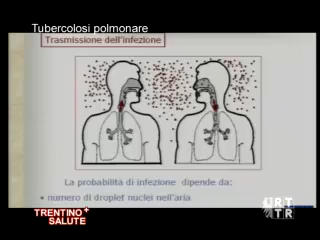 Tubercolosi polmonare
Trasmissione dell'infezione
La probabilità di infezione dipende da:
• numero di droplet nuclei nell'aria
TRENTINO+
SALUTE
RTTR